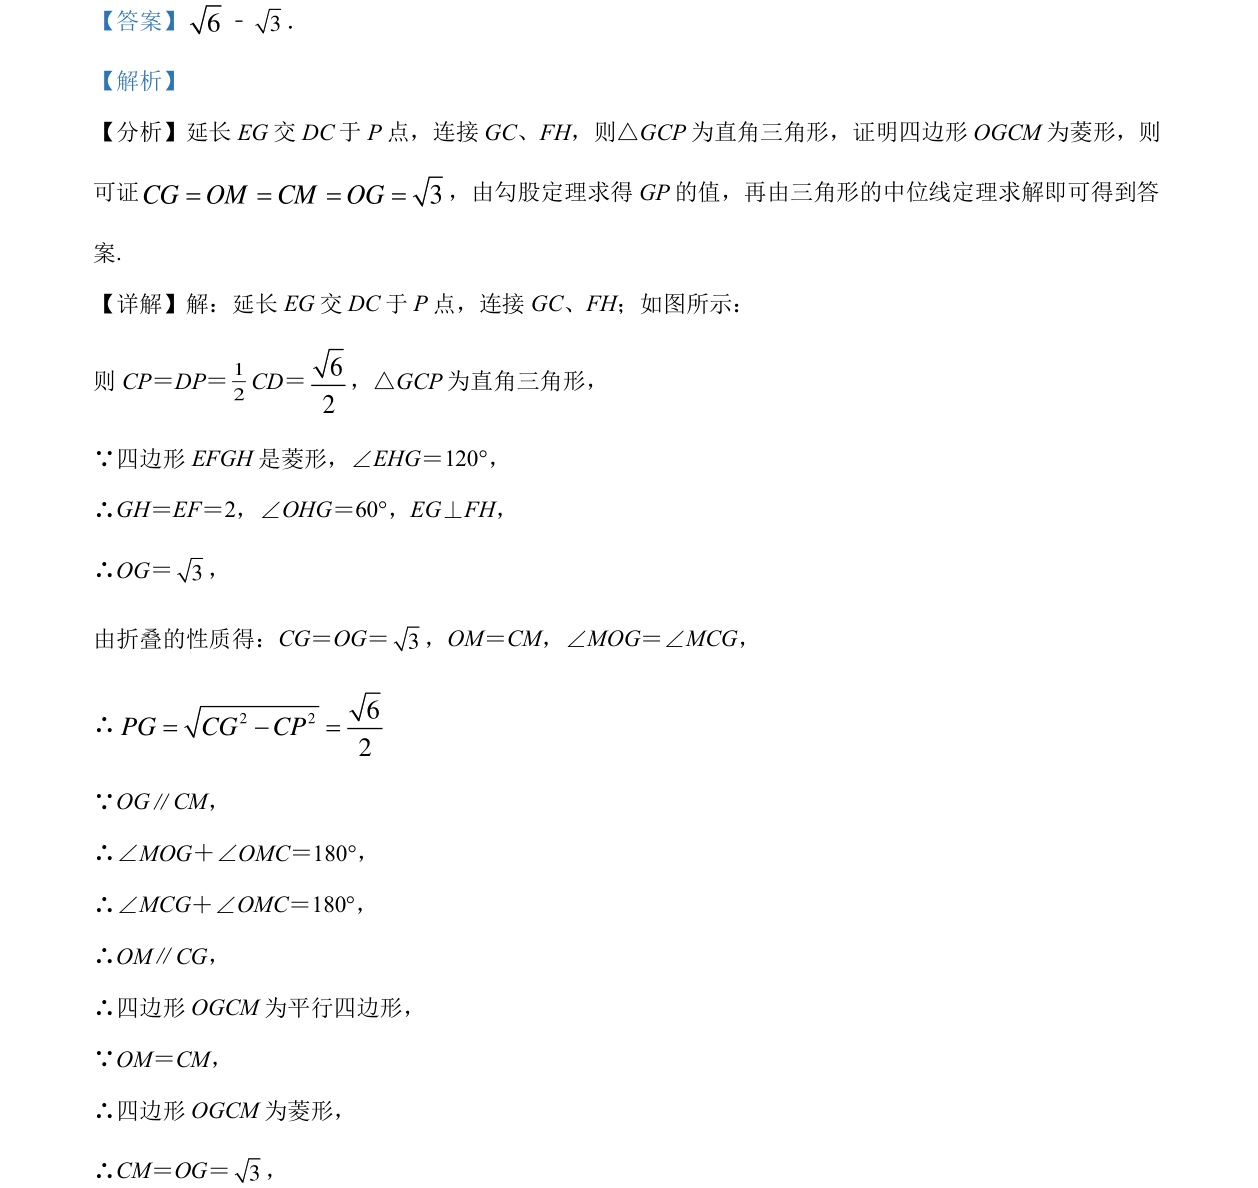 【答案】√6 - √3.
【解析】
【分析】延长 EG 交 DC 于 P 点，连接 GC、FH，则△GCP 为直角三角形，证明四边形 OGCM 为菱形，则
可证 CG = OM = CM = OG = √3，由勾股定理求得 GP 的值，再由三角形的中位线定理求解即可得到答
案.
【详解】解：延长 EG 交 DC 于 P 点，连接 GC、FH；如图所示：
则 CP＝DP＝1/2 CD＝√6/2，△GCP 为直角三角形，
∵四边形 EFGH 是菱形，∠EHG＝120°，
∴GH＝EF＝2，∠OHG＝60°，EG⊥FH，
∴OG＝√3，
由折叠的性质得：CG＝OG＝√3，OM＝CM，∠MOG＝∠MCG，
∴PG = √(CG² − CP²) = √6/2
∵OG∥CM，
∴∠MOG＋∠OMC＝180°，
∴∠MCG＋∠OMC＝180°，
∴OM∥CG，
∴四边形 OGCM 为平行四边形，
∵OM＝CM，
∴四边形 OGCM 为菱形，
∴CM＝OG＝√3，